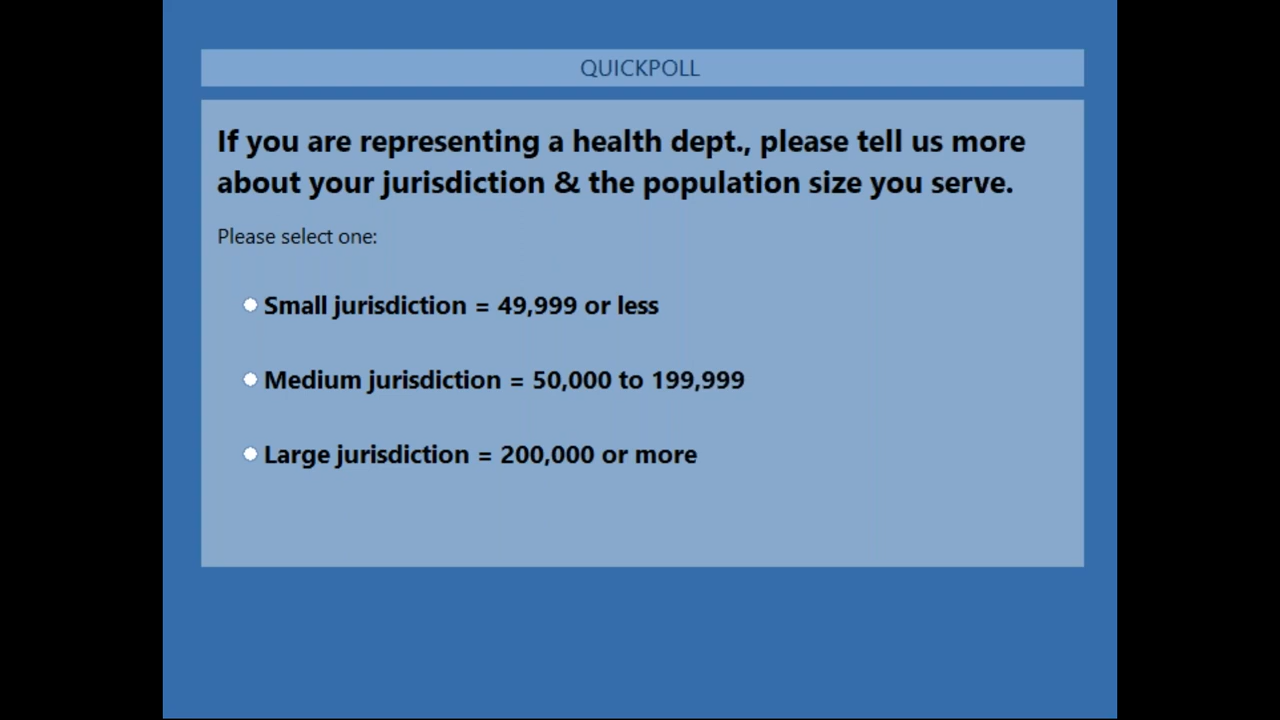 QUICKPOLL
If you are representing a health dept., please tell us more
about your jurisdiction & the population size you serve.
Please select one:
Small jurisdiction = 49,999 or less
Medium jurisdiction = 50,000 to 199,999
Large jurisdiction = 200,000 or more